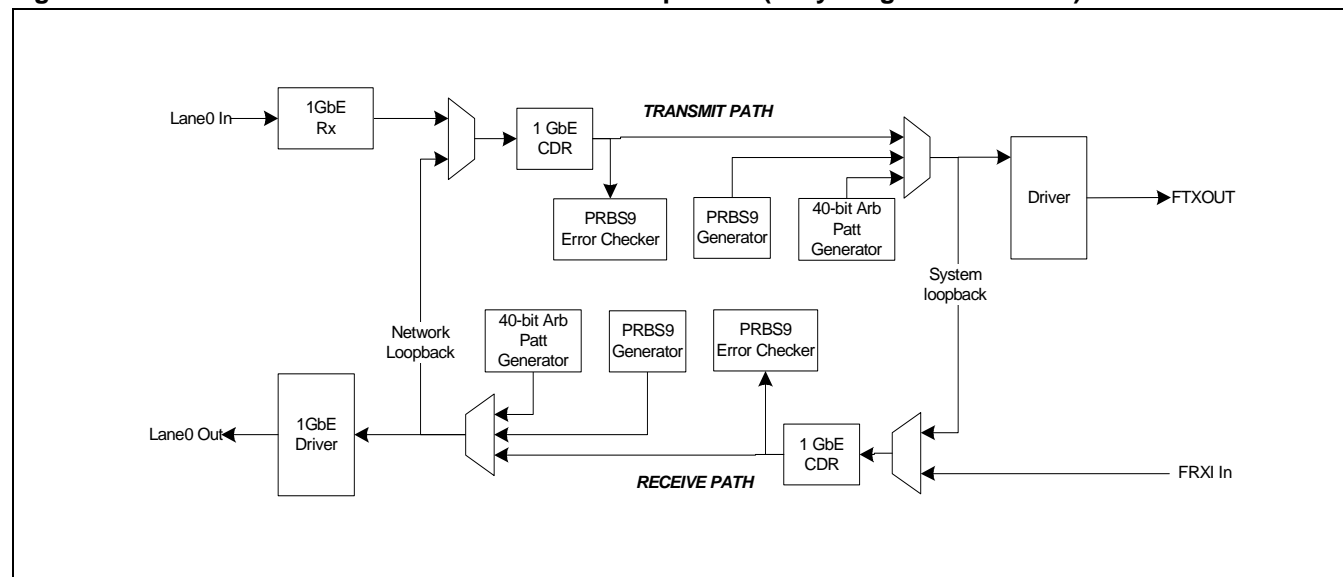 Lane0 In
1GbE
Rx
1 GbE
CDR
TRANSMIT PATH
PRBS9
Error Checker
PRBS9
Generator
40-bit Arb
Patt
Generator
Driver
FTXOUT
System
loopback
Network
Loopback
40-bit Arb
Patt
Generator
PRBS9
Generator
PRBS9
Error Checker
Lane0 Out
1GbE
Driver
RECEIVE PATH
1 GbE
CDR
FRXI In